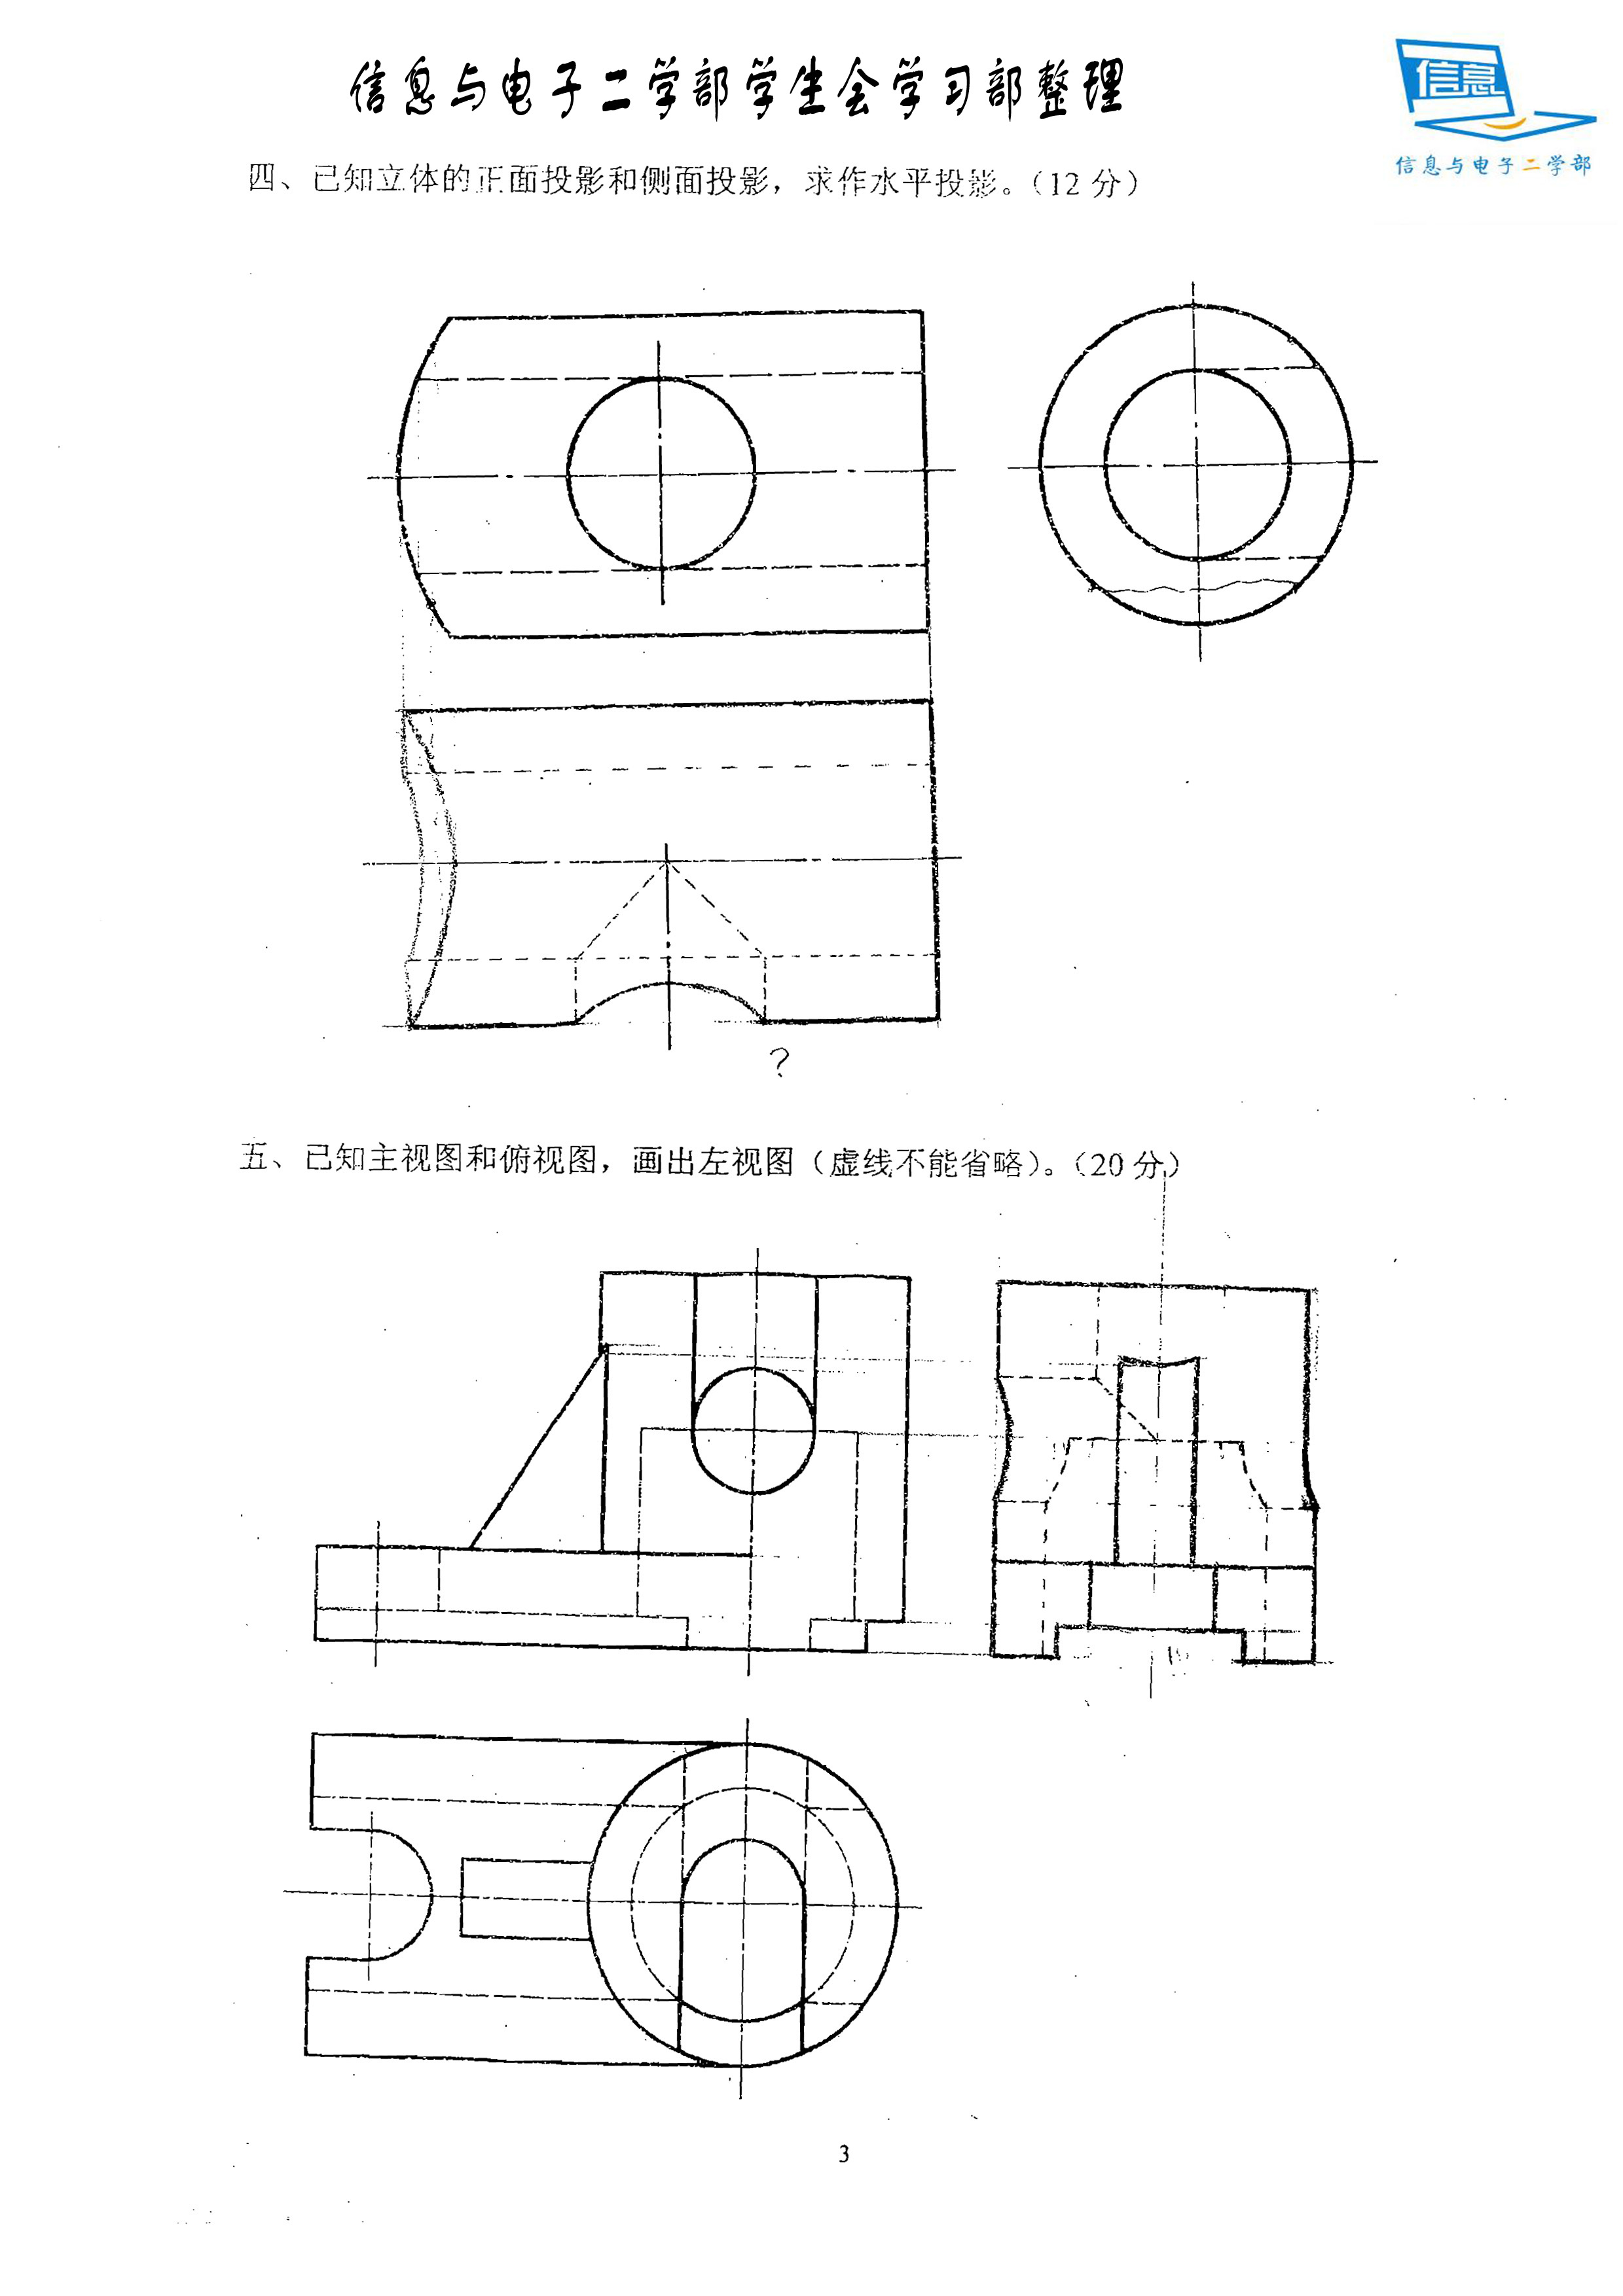 信息与电子二学部学生会学习部整理
信息
信息与电子二学部
四、已知立体的正面投影和侧面投影，求作水平投影。（12 分）
?
五、已知主视图和俯视图，画出左视图（虚线不能省略）。（20 分）
3